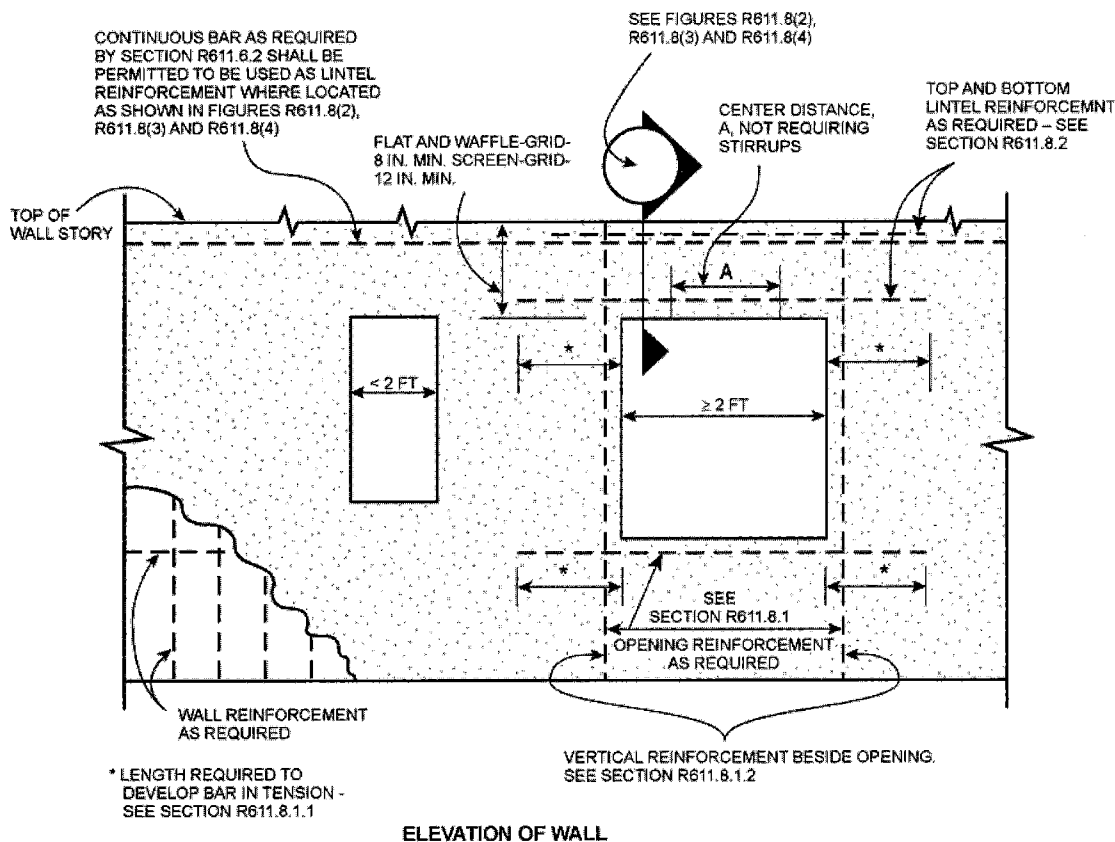 CONTINUOUS BAR AS REQUIRED
BY SECTION R611.6.2 SHALL BE
PERMITTED TO BE USED AS LINTEL
REINFORCEMENT WHERE LOCATED
AS SHOWN IN FIGURES R611.8(2),
R611.8(3) AND R611.8(4)
SEE FIGURES R611.8(2),
R611.8(3) AND R611.8(4)
FLAT AND WAFFLE-GRID-
8 IN. MIN. SCREEN-GRID-
12 IN. MIN.
CENTER DISTANCE,
A, NOT REQUIRING
STIRRUPS
TOP AND BOTTOM
LINTEL REINFORCEMNT
AS REQUIRED – SEE
SECTION R611.8.2
TOP OF
WALL STORY
A
*
*
< 2 FT
≥ 2 FT
*
*
SEE
SECTION R611.8.1
OPENING REINFORCEMENT
AS REQUIRED
WALL REINFORCEMENT
AS REQUIRED
VERTICAL REINFORCEMENT BESIDE OPENING.
SEE SECTION R611.8.1.2
* LENGTH REQUIRED TO
DEVELOP BAR IN TENSION -
SEE SECTION R611.8.1.1
ELEVATION OF WALL